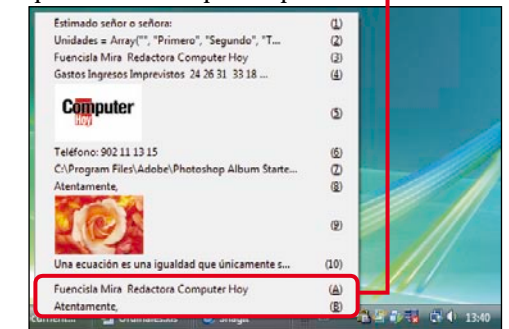 Estimado señor o señora: (1)
Unidades = Array("", "Primero", "Segundo", "T... (2)
Fuencisla Mira Redactora Computer Hoy (3)
Gastos Ingresos Imprevistos 24 26 31 33 18 ... (4)
Computer
Hoy
(5)
Teléfono: 902 11 13 15 (6)
C:\Program Files\Adobe\Photoshop Album Starte... (7)
Atentamente, (8)
(9)
Una ecuación es una igualdad que únicamente s... (10)
Fuencisla Mira Redactora Computer Hoy (A)
Atentamente, (B)
13:40